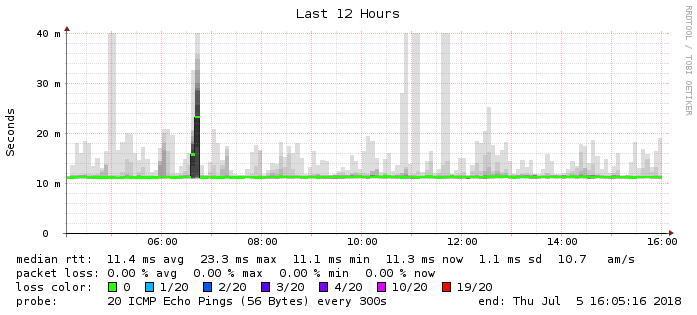 Last 12 Hours
RRDTOOL / TOBI OETIKER
Seconds
40 m
30 m
20 m
10 m
0
06:00 08:00 10:00 12:00 14:00 16:00
median rtt: 11.4 ms avg 23.3 ms max 11.1 ms min 11.3 ms now 1.1 ms sd 10.7 am/s
packet loss: 0.00 % avg 0.00 % max 0.00 % min 0.00 % now
loss color: 0 1/20 2/20 3/20 4/20 10/20 19/20
probe: 20 ICMP Echo Pings (56 Bytes) every 300s end: Thu Jul 5 16:05:16 2018